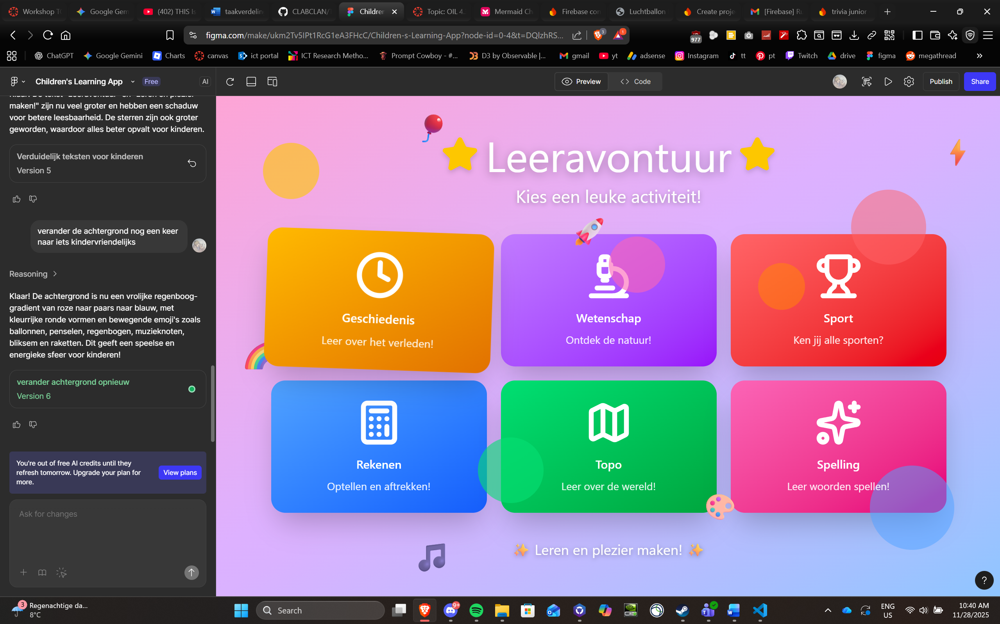 Workshop TO
Google Gem
(402) THIS Is
taakverdelin
CLABCLAN/
Children
Topic: OIL 4.
Mermaid Ch
Firebase con
Luchtballon
Create proje
[Firebase] Ru
trivia junior
figma.com/make/ukm2Tv5IPt1RcG1eA3FHcC/Children-s-Learning-App?node-id=0-4&t=DQlzhRS...
3
1
977
ChatGPT
Google Gemini
Charts
canvas
ict portal
ICT Research Metho...
Prompt Cowboy - #...
D3 by Observable |...
gmail
yt
adsense
Instagram
tt
pt
Twitch
drive
figma
megathread
Children's Learning App
Free
AI
Preview
Code
Publish
Share
maken!" zijn nu veel groter en hebben een schaduw
voor betere leesbaarheid. De sterren zijn ook groter
geworden, waardoor alles beter opvalt voor kinderen.
Verduidelijk teksten voor kinderen
Version 5
verander de achtergrond nog een keer
naar iets kindervriendelijks
Reasoning
Klaar! De achtergrond is nu een vrolijke regenboog-
gradient van roze naar paars naar blauw, met
kleurrijke ronde vormen en bewegende emoji's zoals
ballonnen, penselen, regenbogen, muzieknoten,
bliksem en raketten. Dit geeft een speelse en
energieke sfeer voor kinderen!
verander achtergrond opnieuw
Version 6
You're out of free AI credits until they
refresh tomorrow. Upgrade your plan for
more.
View plans
Ask for changes
Leeravontuur
Kies een leuke activiteit!
Geschiedenis
Leer over het verleden!
Wetenschap
Ontdek de natuur!
Sport
Ken jij alle sporten?
Rekenen
Optellen en aftrekken!
Topo
Leer over de wereld!
Spelling
Leer woorden spellen!
✨ Leren en plezier maken! ✨
?
3
Regenachtige da...
8°C
Search
9+
ENG
US
10:40 AM
11/28/2025